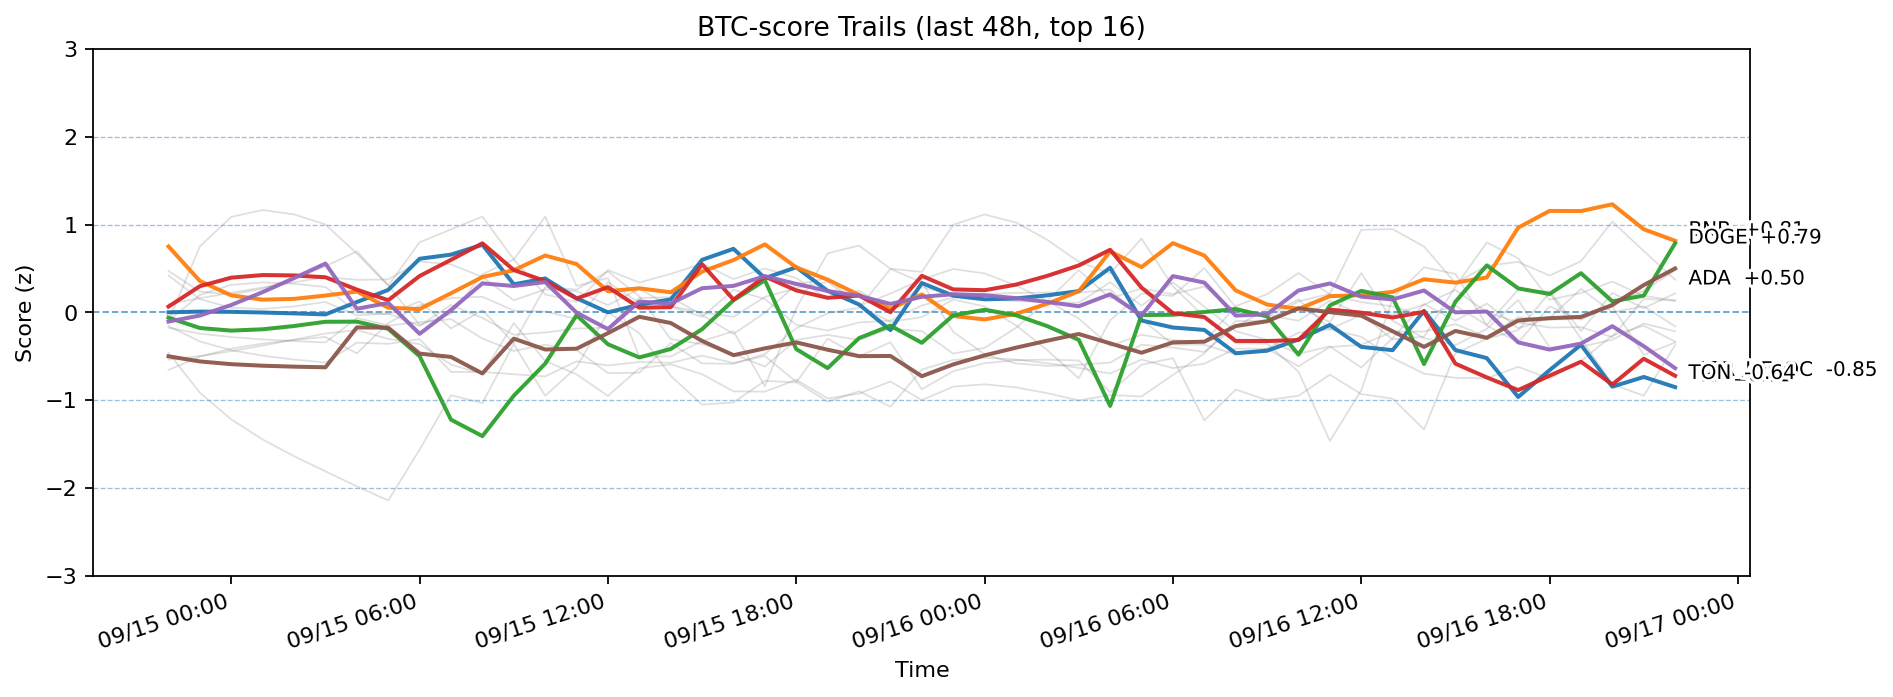 BTC-score Trails (last 48h, top 16)
Score (z)
3
2
1
0
−1
−2
−3
DOGE +0.79
ADA +0.50
TON -0.64
-0.85
09/15 00:00
09/15 06:00
09/15 12:00
09/15 18:00
09/16 00:00
09/16 06:00
09/16 12:00
09/16 18:00
09/17 00:00
Time